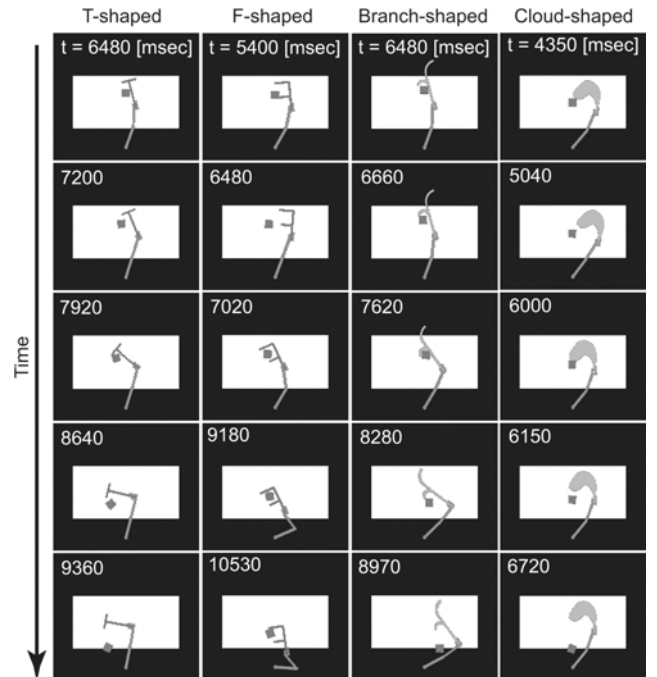 T-shaped F-shaped Branch-shaped Cloud-shaped
t = 6480 [msec] t = 5400 [msec] t = 6480 [msec] t = 4350 [msec]
7200 6480 6660 5040
7920 7020 7620 6000
Time
8640 9180 8280 6150
9360 10530 8970 6720